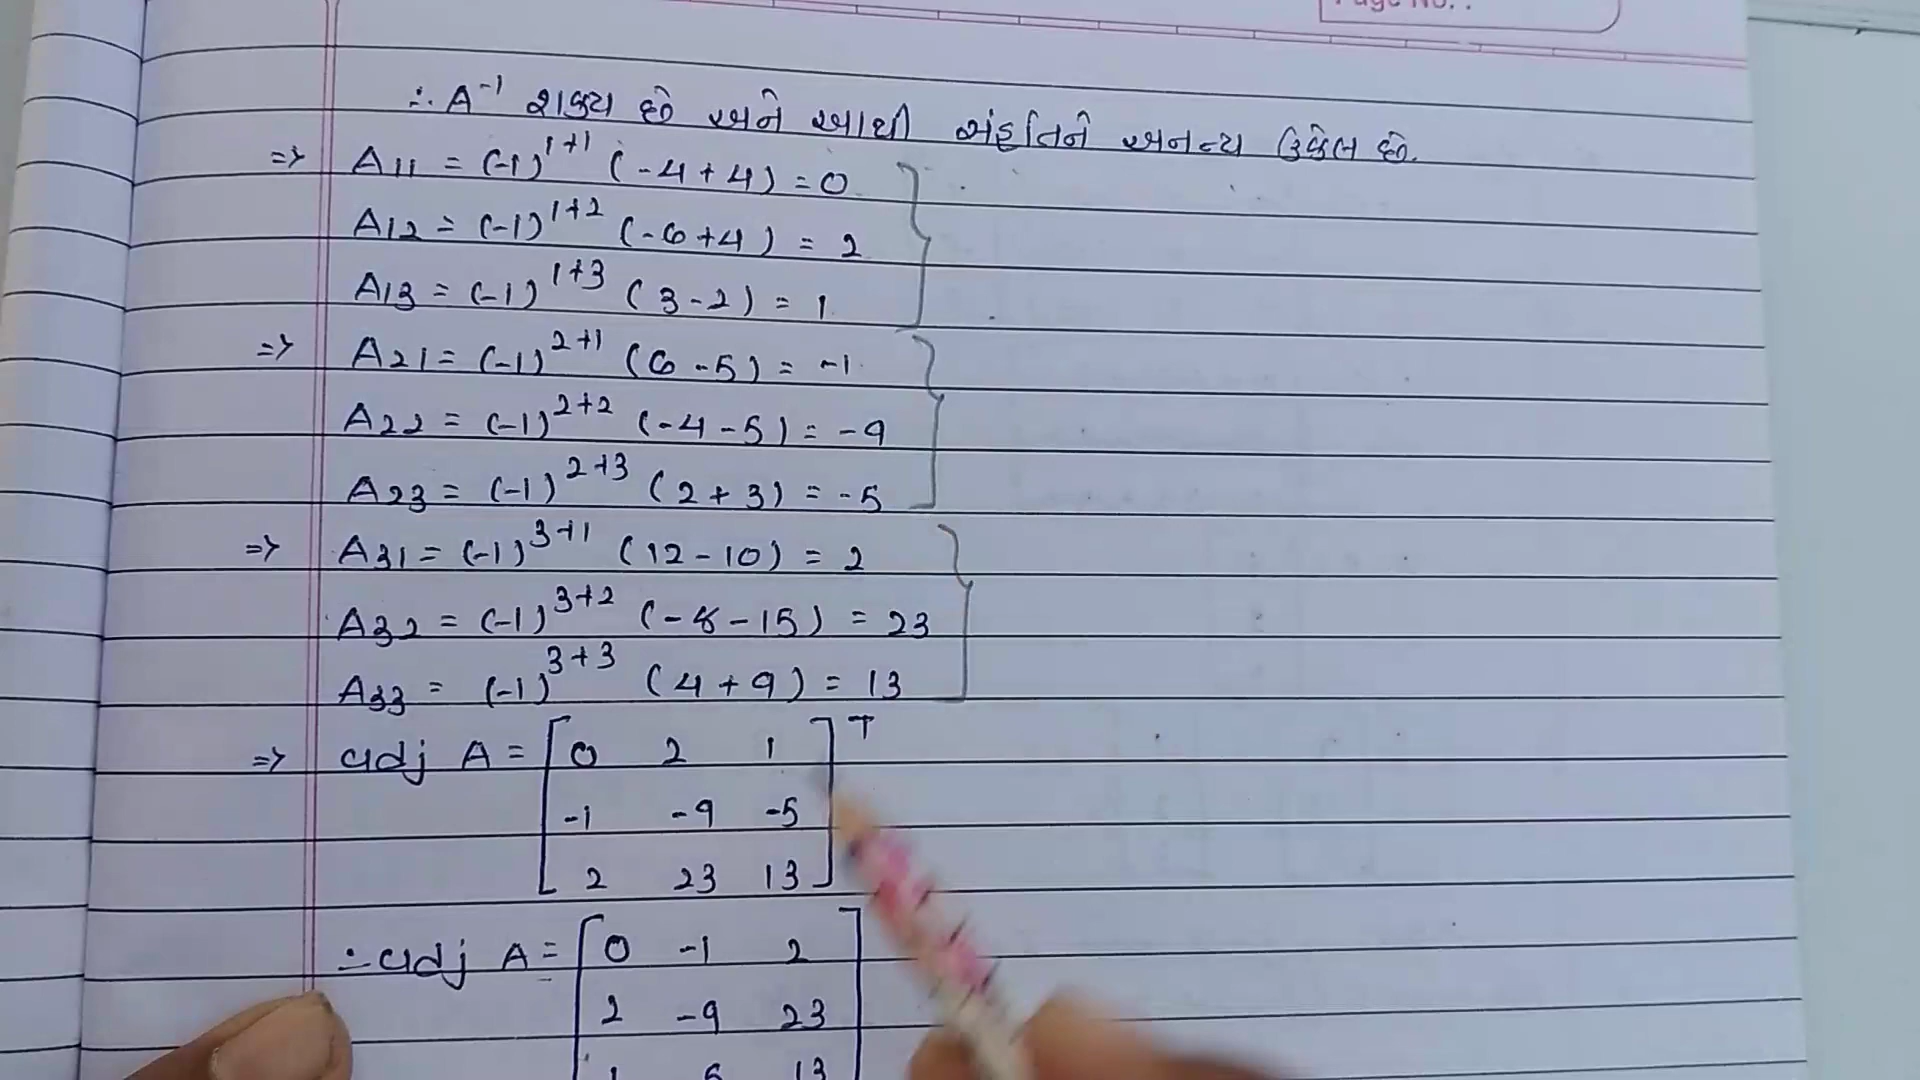 Page No. :
∴ A⁻¹ શક્ય છે અને આથી સંહતિને અનન્ય ઉકેલ છે.
=> A11 = (-1)^1+1 (-4+4) = 0
A12 = (-1)^1+2 (-6+4) = 2
A13 = (-1)^1+3 (3-2) = 1
=> A21 = (-1)^2+1 (6-5) = -1
A22 = (-1)^2+2 (-4-5) = -9
A23 = (-1)^2+3 (2+3) = -5
=> A31 = (-1)^3+1 (12-10) = 2
A32 = (-1)^3+2 (-8-15) = 23
A33 = (-1)^3+3 (4+9) = 13
=> adj A = [0 2 1]^T
-1 -9 -5
2 23 13
∴ adj A = [0 -1 2]
2 -9 23
13